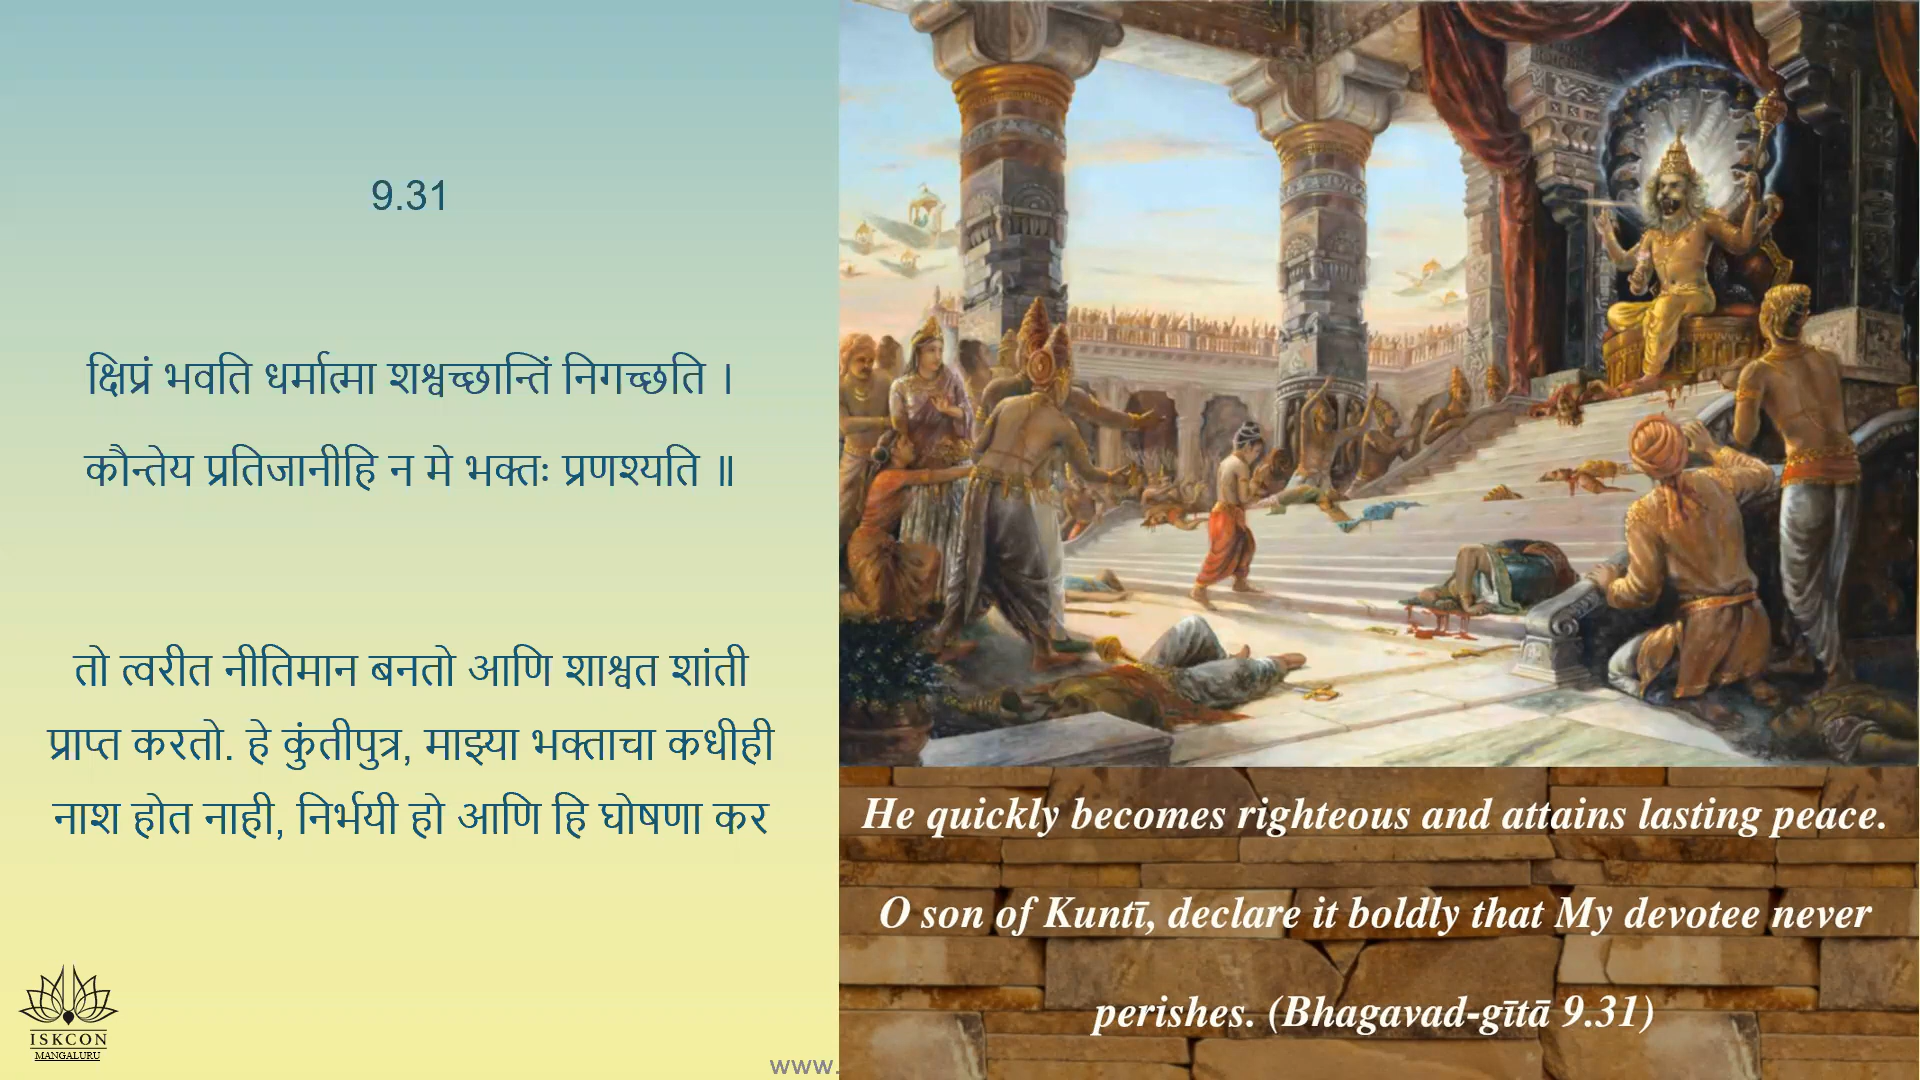 9.31
क्षिप्रं भवति धर्मात्मा शश्वच्छान्तिं निगच्छति ।
कौन्तेय प्रतिजानीहि न मे भक्तः प्रणश्यति ॥
तो त्वरीत नीतिमान बनतो आणि शाश्वत शांती
प्राप्त करतो. हे कुंतीपुत्र, माझ्या भक्ताचा कधीही
नाश होत नाही, निर्भयी हो आणि हि घोषणा कर
ISKCON
MANGALURU
www.
He quickly becomes righteous and attains lasting peace.
O son of Kuntī, declare it boldly that My devotee never
perishes. (Bhagavad-gītā 9.31)